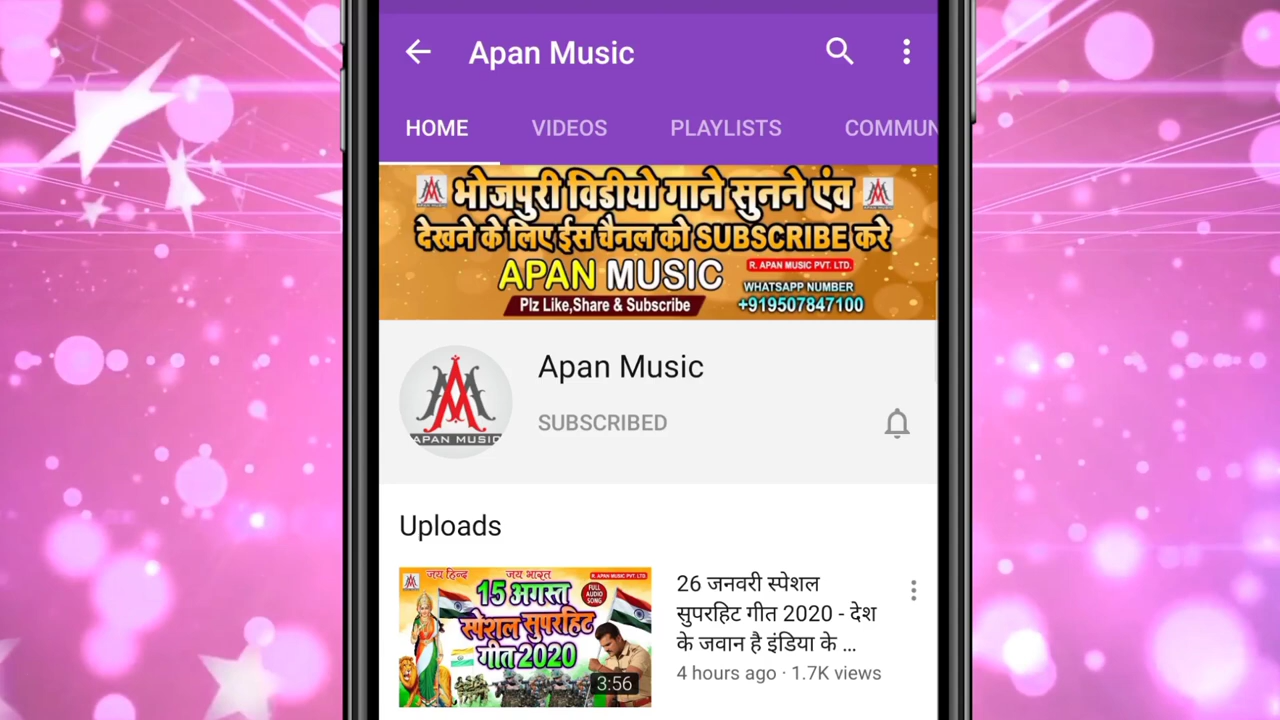 Apan Music
HOME VIDEOS PLAYLISTS COMMUN
भोजपुरी विडीयो गाने सुनने एंव
देखने के लिए ईस चैनल को SUBSCRIBE करे
APAN MUSIC
R. APAN MUSIC PVT. LTD.
Plz Like,Share & Subscribe
WHATSAPP NUMBER
+919507847100
Apan Music
SUBSCRIBED
APAN MUSIC
Uploads
जय हिन्द जय भारत
R. APAN MUSIC PVT. LTD
15 अगस्त
FULL
AUDIO
SONG
स्पेशल सुपरहिट
गीत 2020
3:56
26 जनवरी स्पेशल
सुपरहिट गीत 2020 - देश
के जवान है इंडिया के ...
4 hours ago · 1.7K views